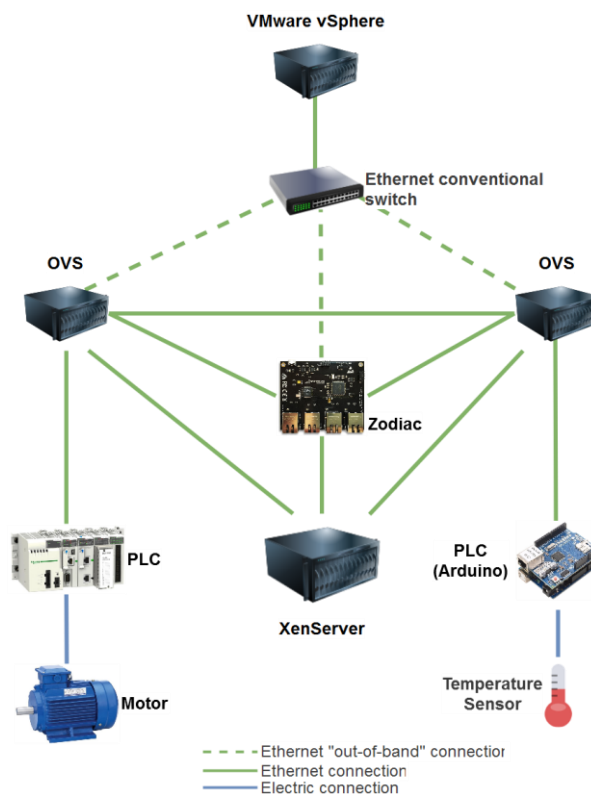 VMware vSphere
Ethernet conventional
switch
OVS
OVS
Zodiac
PLC
PLC
(Arduino)
XenServer
Motor
Temperature
Sensor
Ethernet "out-of-band" connection
Ethernet connection
Electric connection